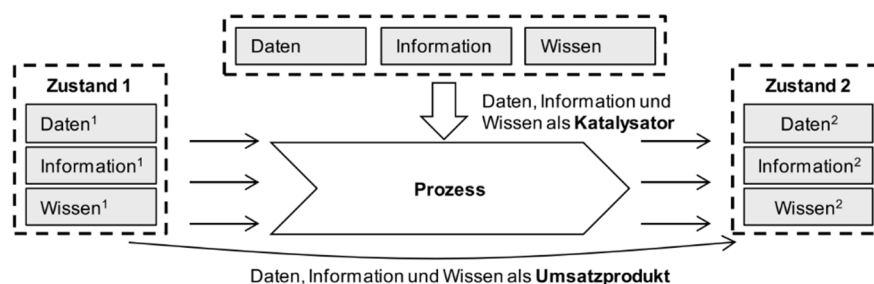 Daten
Information
Wissen
Zustand 1
Daten¹
Information¹
Wissen¹
Daten, Information und
Wissen als Katalysator
Prozess
Zustand 2
Daten²
Information²
Wissen²
Daten, Information und Wissen als Umsatzprodukt